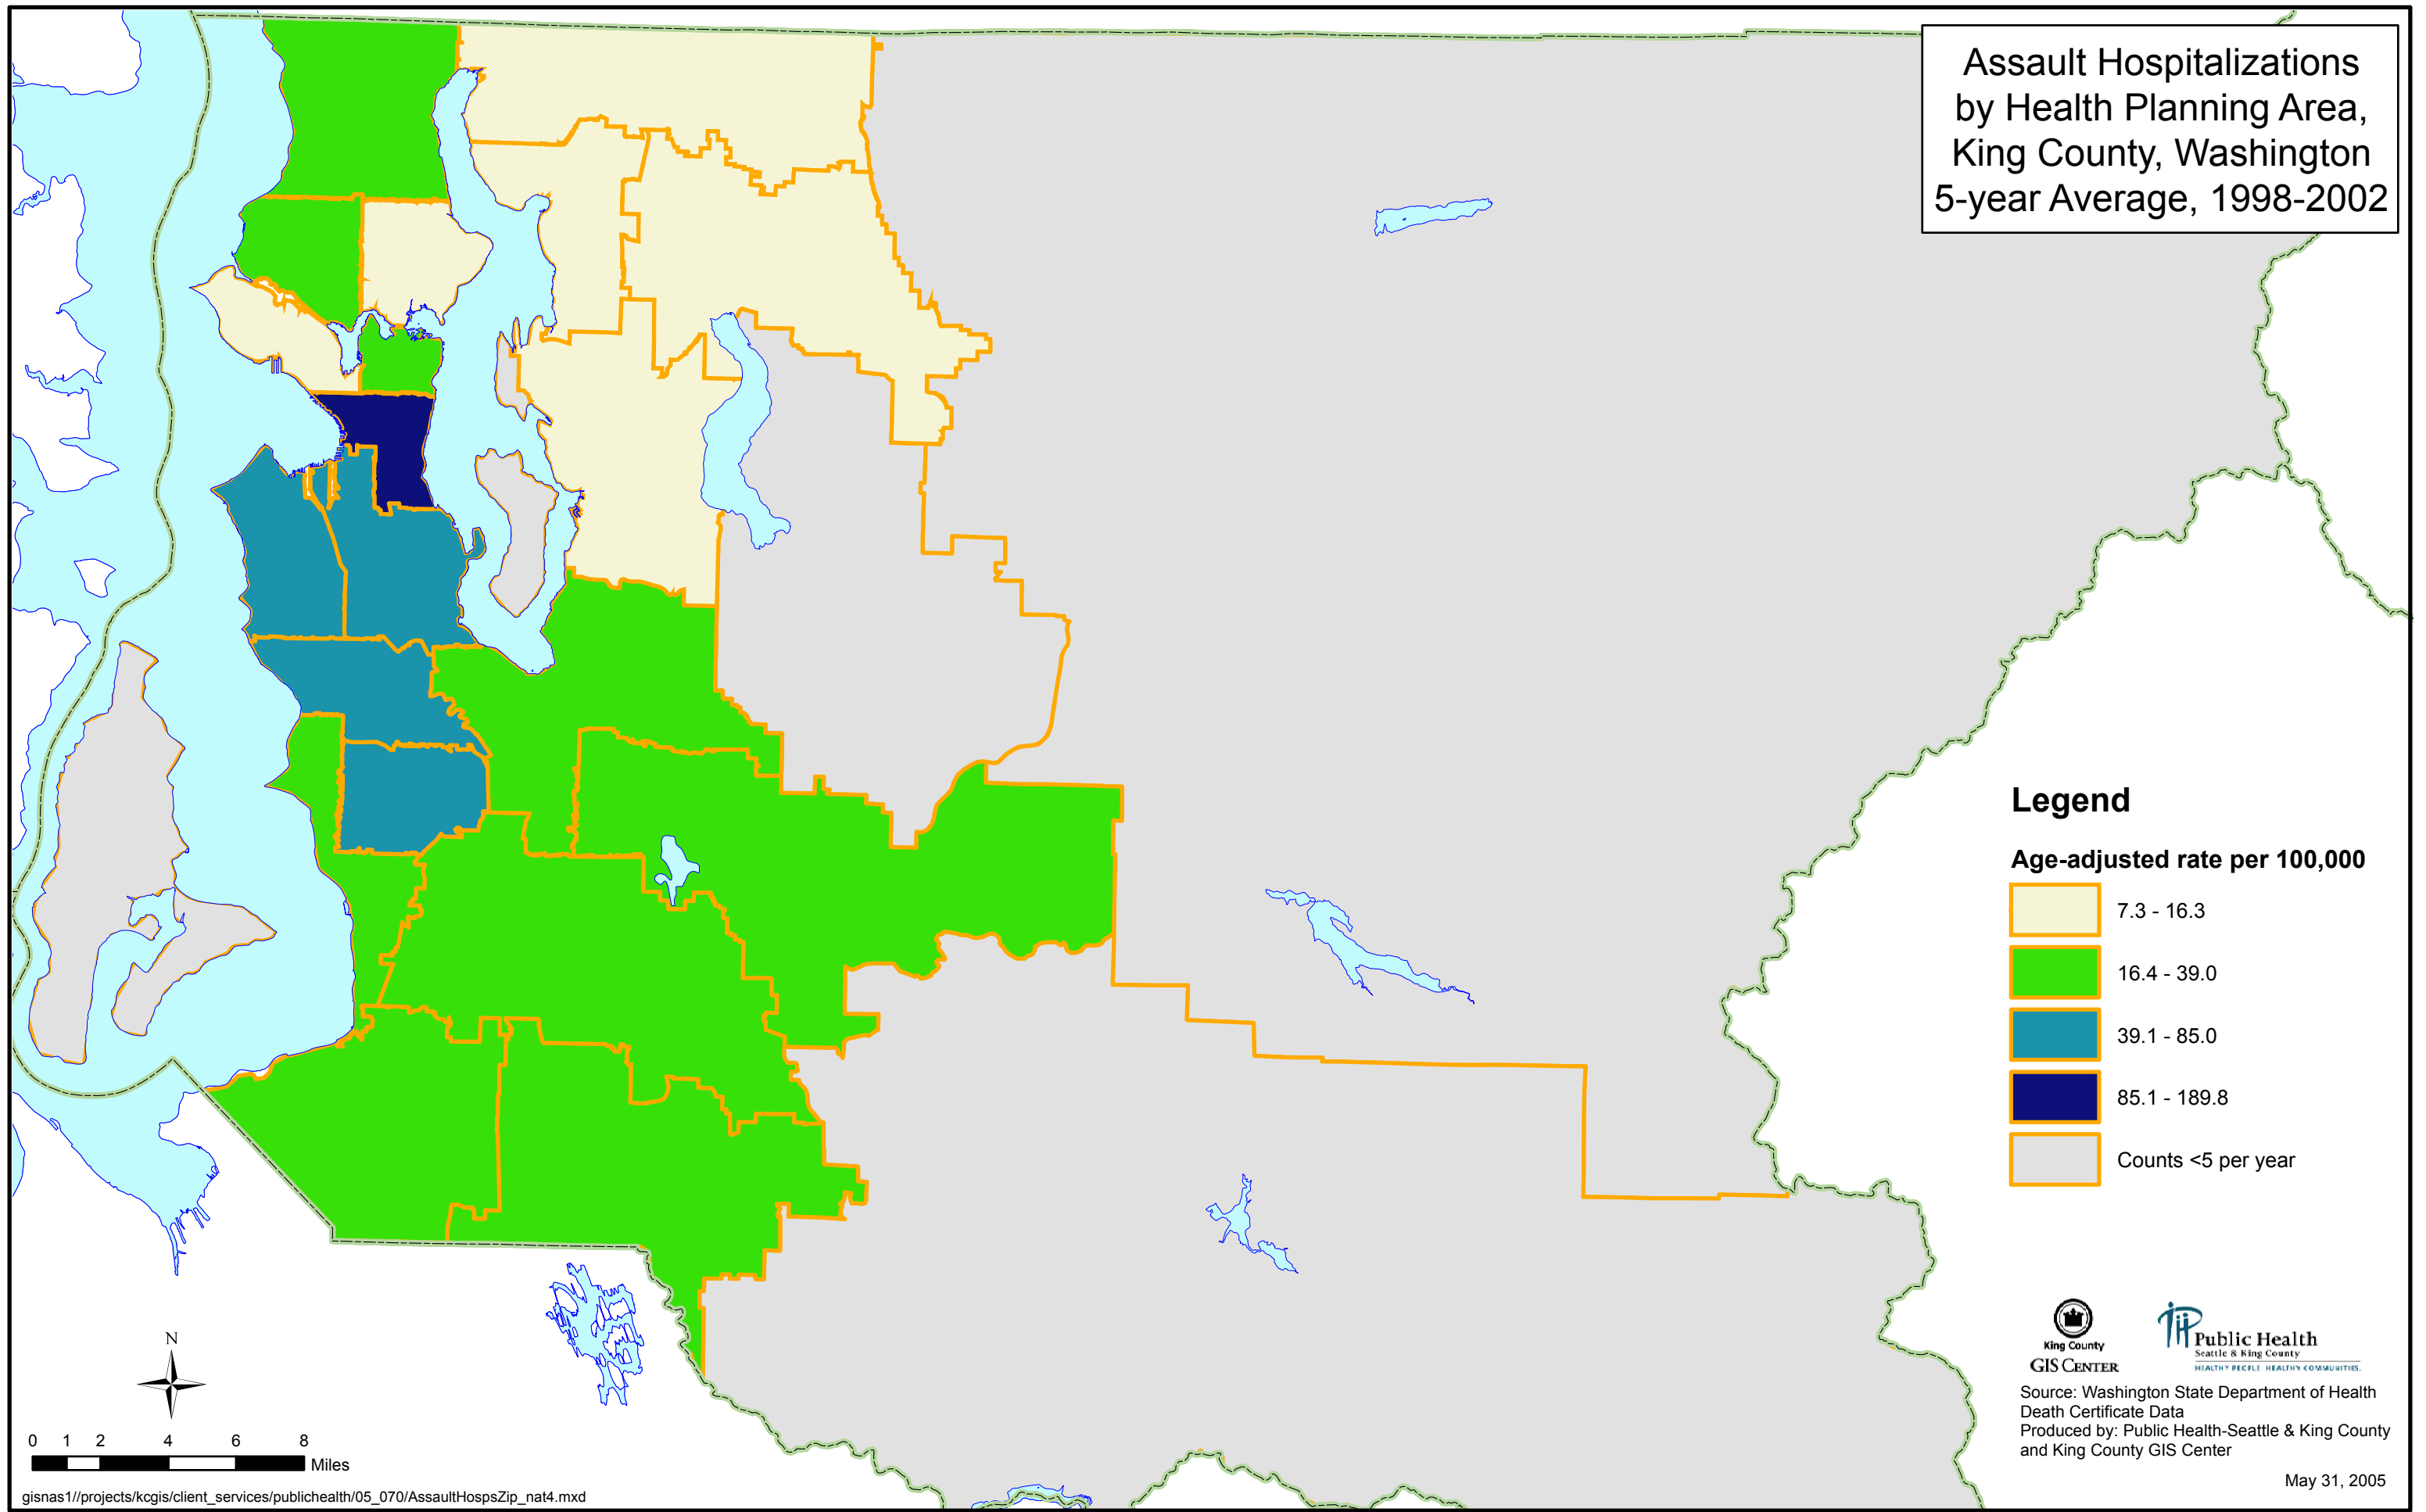 Assault Hospitalizations
by Health Planning Area,
King County, Washington
5-year Average, 1998-2002
Legend
Age-adjusted rate per 100,000
7.3 - 16.3
16.4 - 39.0
39.1 - 85.0
85.1 - 189.8
Counts <5 per year
King County
GIS CENTER
Public Health
Seattle & King County
HEALTHY PEOPLE. HEALTHY COMMUNITIES.
Source: Washington State Department of Health
Death Certificate Data
Produced by: Public Health-Seattle & King County
and King County GIS Center
May 31, 2005
N
0 1 2 4 6 8
Miles
gisnas1//projects/kcgis/client_services/publichealth/05_070/AssaultHospsZip_nat4.mxd